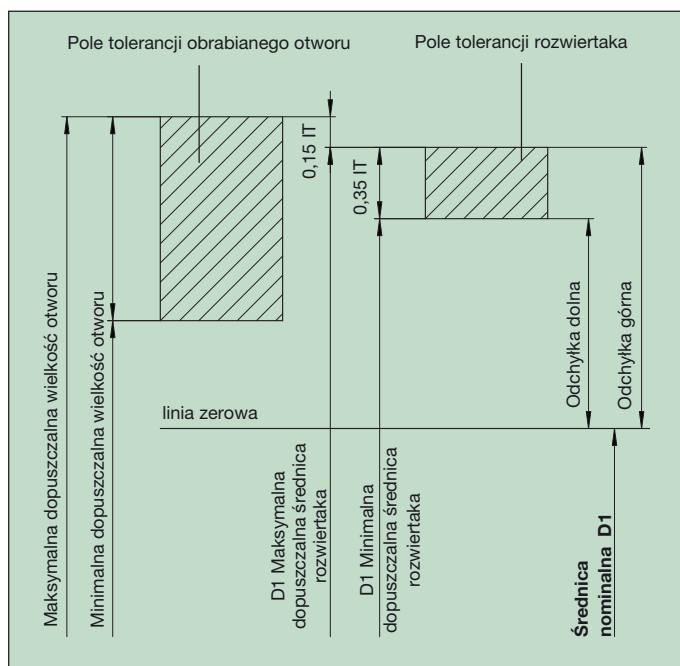 Pole tolerancji obrabianego otworu
Pole tolerancji rozwiertaka
0,15 IT
0,35 IT
Maksymalna dopuszczalna wielkość otworu
Minimalna dopuszczalna wielkość otworu
linia zerowa
D1 Maksymalna
dopuszczalna średnica
rozwiertaka
D1 Minimalna
dopuszczalna średnica
rozwiertaka
Odchyłka dolna
Odchyłka górna
Średnica
nominalna D1